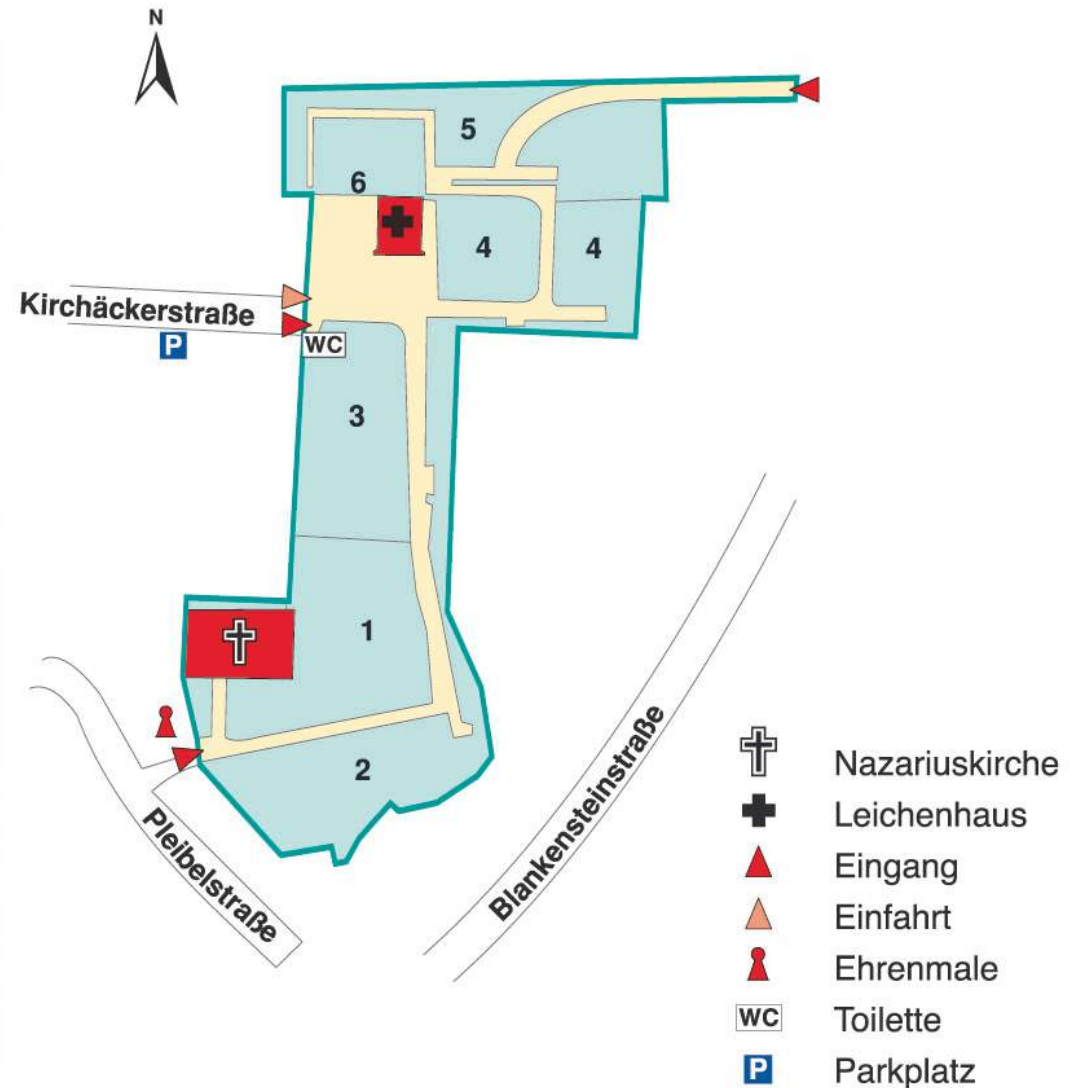 N
5
6
4
4
Kirchäckerstraße
P
WC
3
1
2
Pleibelstraße
Blankensteinstraße
Nazariuskirche
Leichenhaus
Eingang
Einfahrt
Ehrenmale
WC Toilette
P Parkplatz